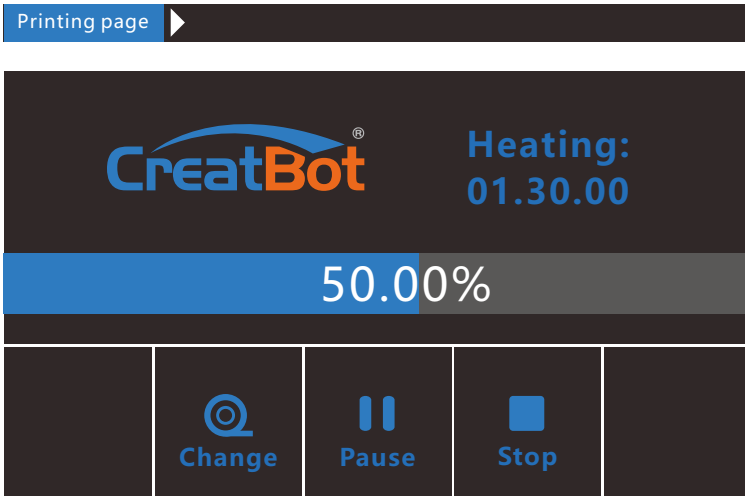 Printing page
CreatBot®
Heating:
01.30.00
50.00%
Change
Pause
Stop